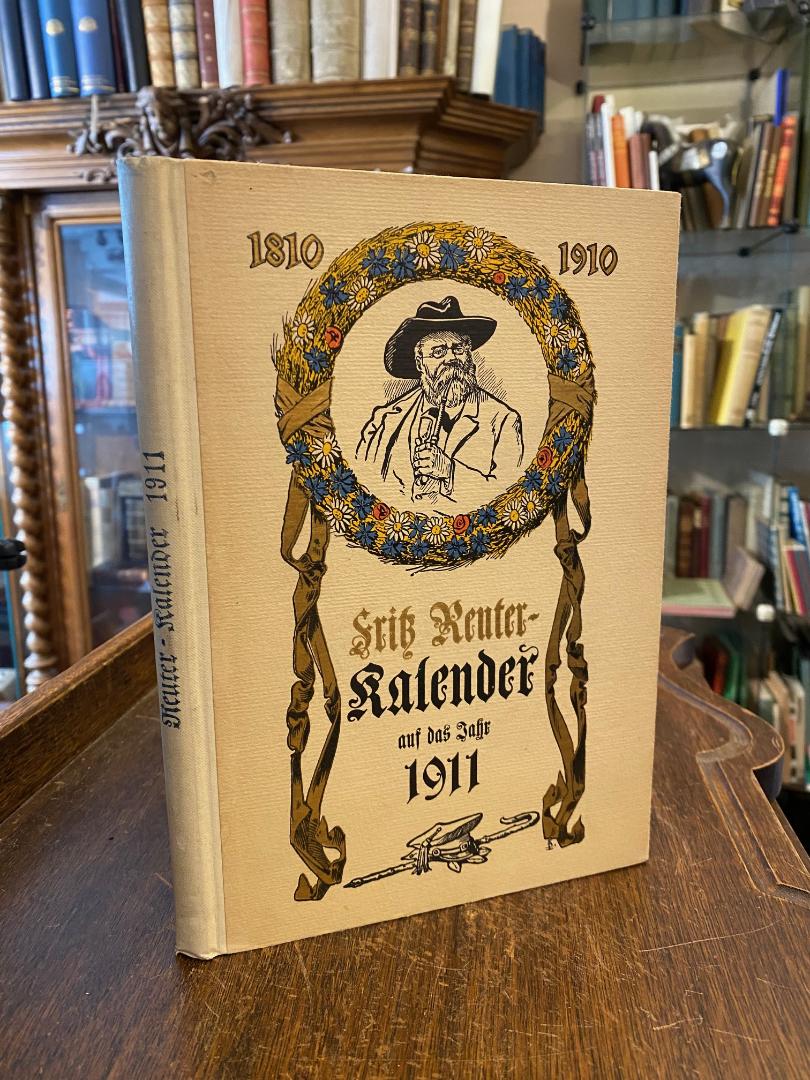 1810
1910
Fritz Reuter-
Kalender
auf das Jahr
1911
Reuter-Kalender 1911